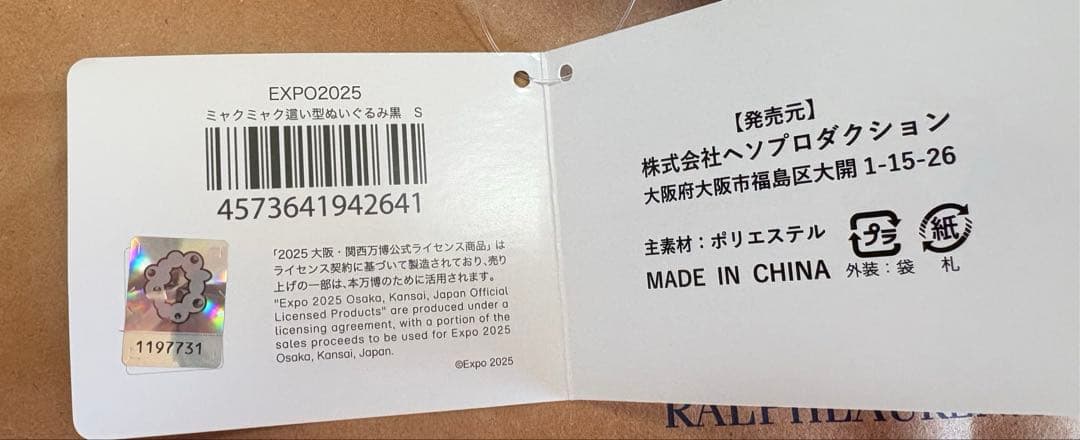 EXPO2025
ミャクミャク這い型ぬいぐるみ黒 S
4573641942641
「2025 大阪・関西万博公式ライセンス商品」は
ライセンス契約に基づいて製造されており、売り
上げの一部は、本万博のために活用されます。
"Expo 2025 Osaka, Kansai, Japan Official
Licensed Products" are produced under a
licensing agreement, with a portion of the
sales proceeds to be used for Expo 2025
Osaka, Kansai, Japan.
©Expo 2025
1197731
【発売元】
株式会社ヘソプロダクション
大阪府大阪市福島区大開 1-15-26
主素材：ポリエステル
MADE IN CHINA
プラ
外装：袋
紙
札
RALPH LAUREN